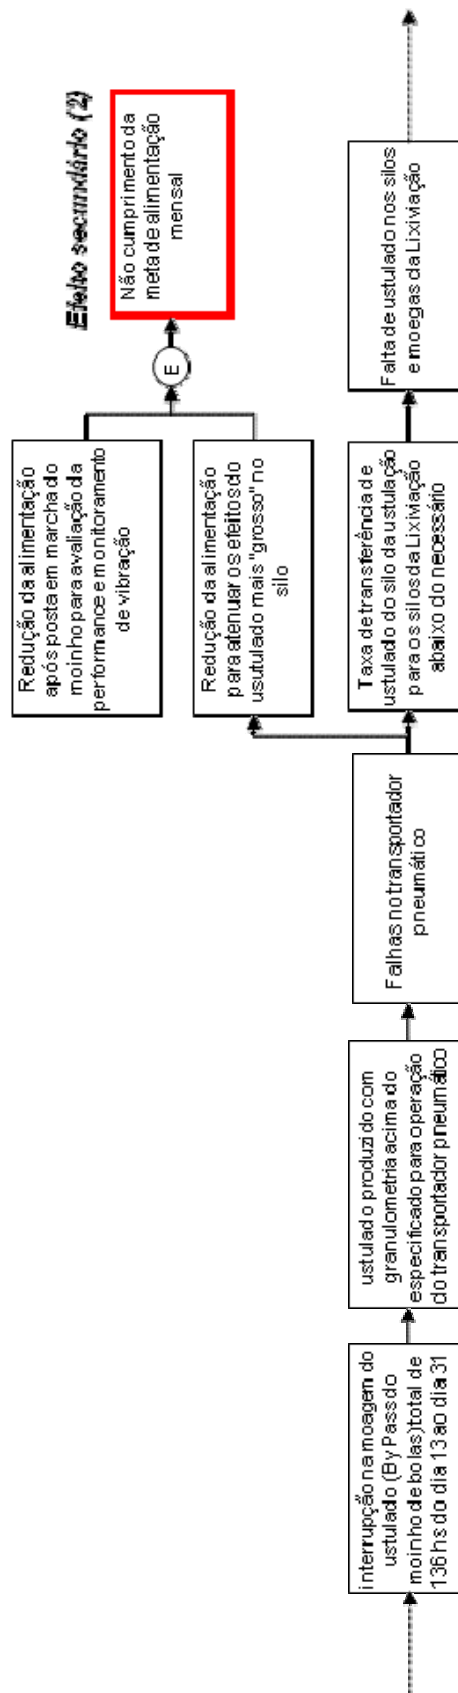 Efeito secundário (2)
Não cumprimento da
meta de alimentação
mensal
E
Redução da alimentação
após posta em marcha do
moinho para avaliação da
performance e monitoramento
de vibração
Redução da alimentação
para atenuar os efeitos do
usutulado mais "grosso" no
silo
interrupção na moagem do
ustulado (By Pass do
moinho de bolas) total de
136 hs do dia 13 ao dia 31
ustulado produzido com
granulometria acima do
especificado para operação
do transportador pneumático
Falhas no transportador
pneumático
Taxa de transferência de
ustulado do silo da ustulação
para os silos da Lixiviação
abaixo do necessário
Falta de ustulado nos silos
e moegas da Lixiviação